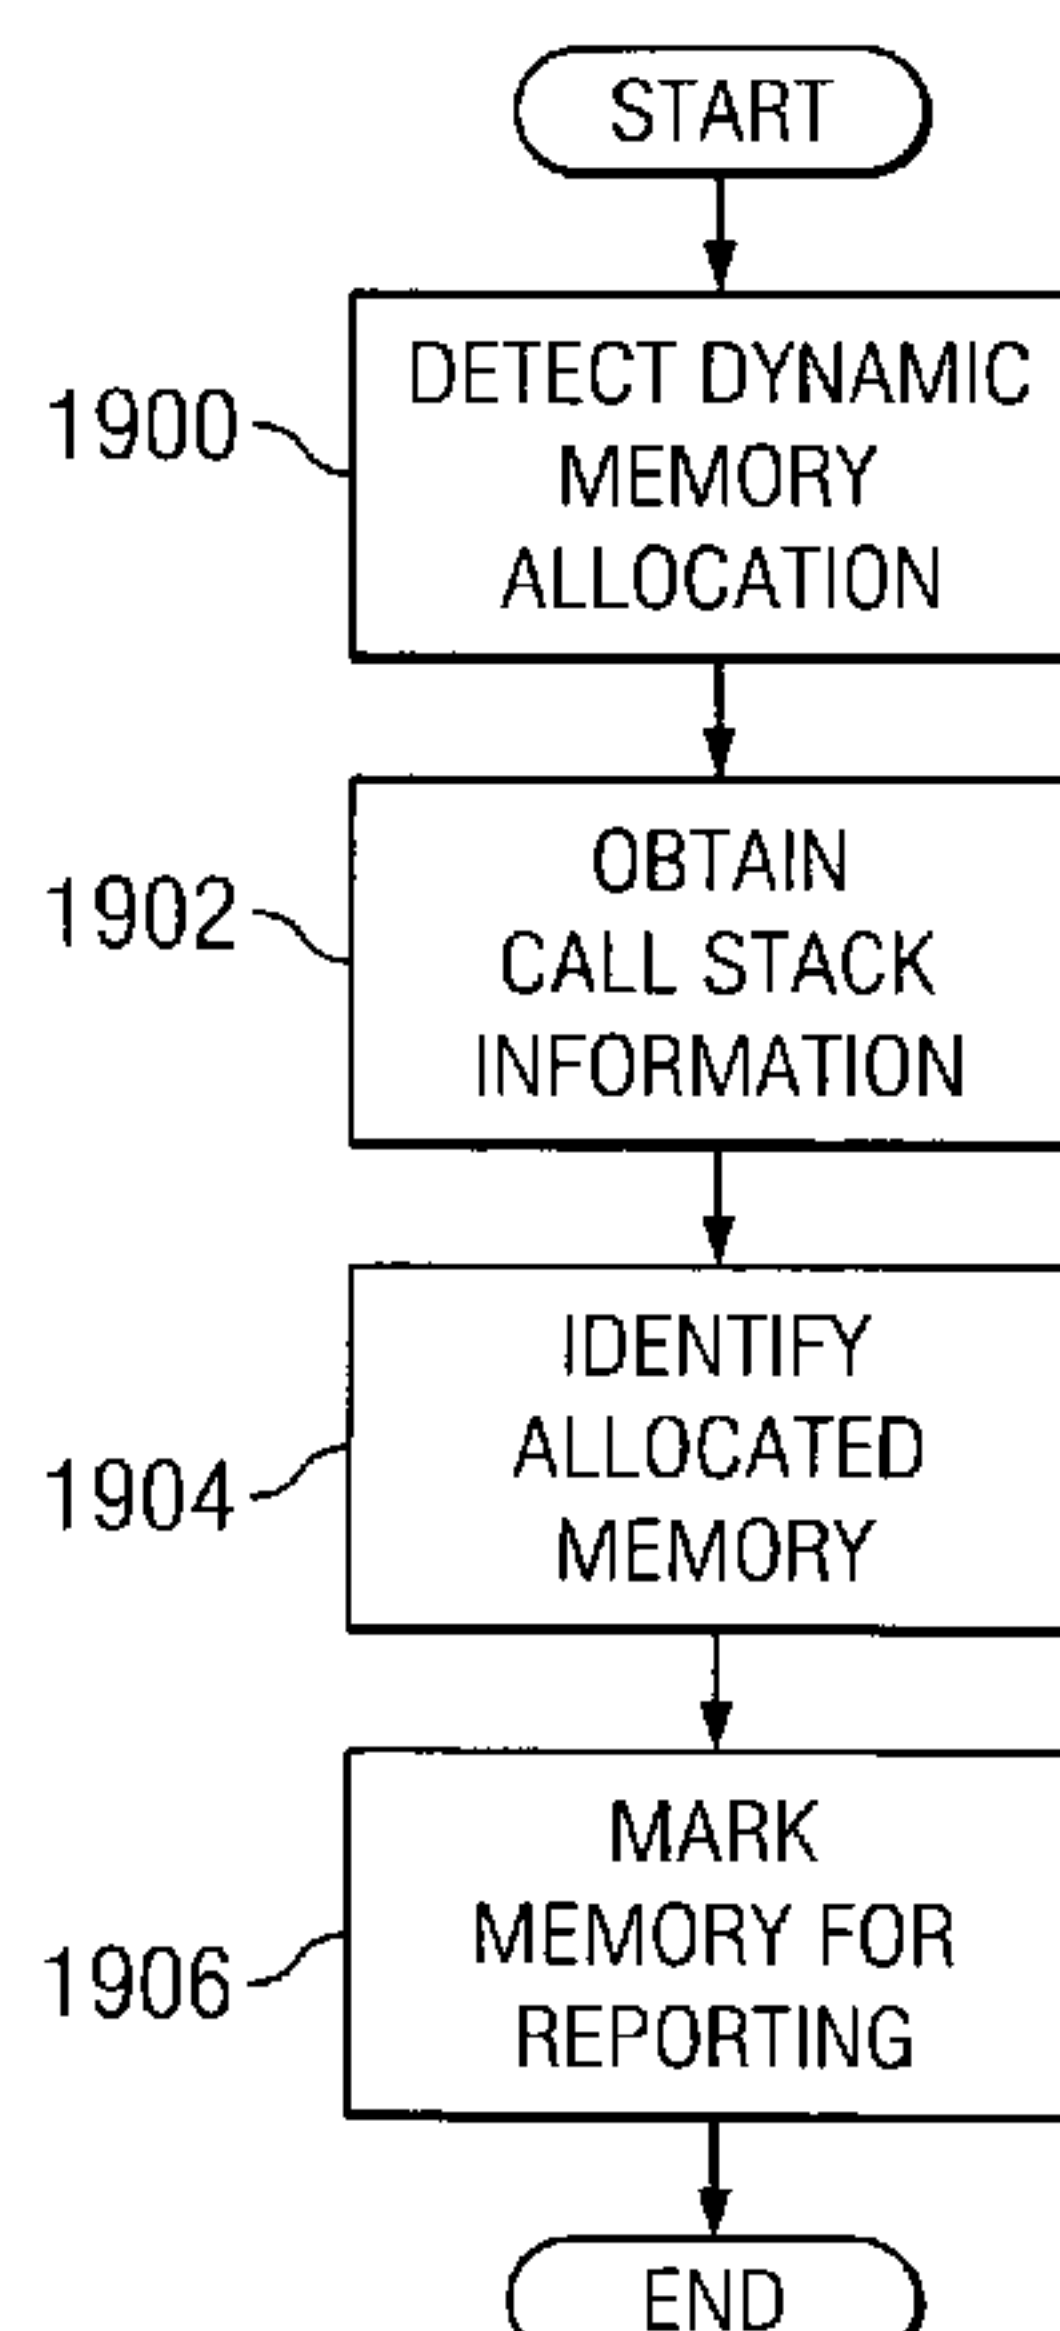 START
1900
DETECT DYNAMIC
MEMORY
ALLOCATION
1902
OBTAIN
CALL STACK
INFORMATION
1904
IDENTIFY
ALLOCATED
MEMORY
1906
MARK
MEMORY FOR
REPORTING
END